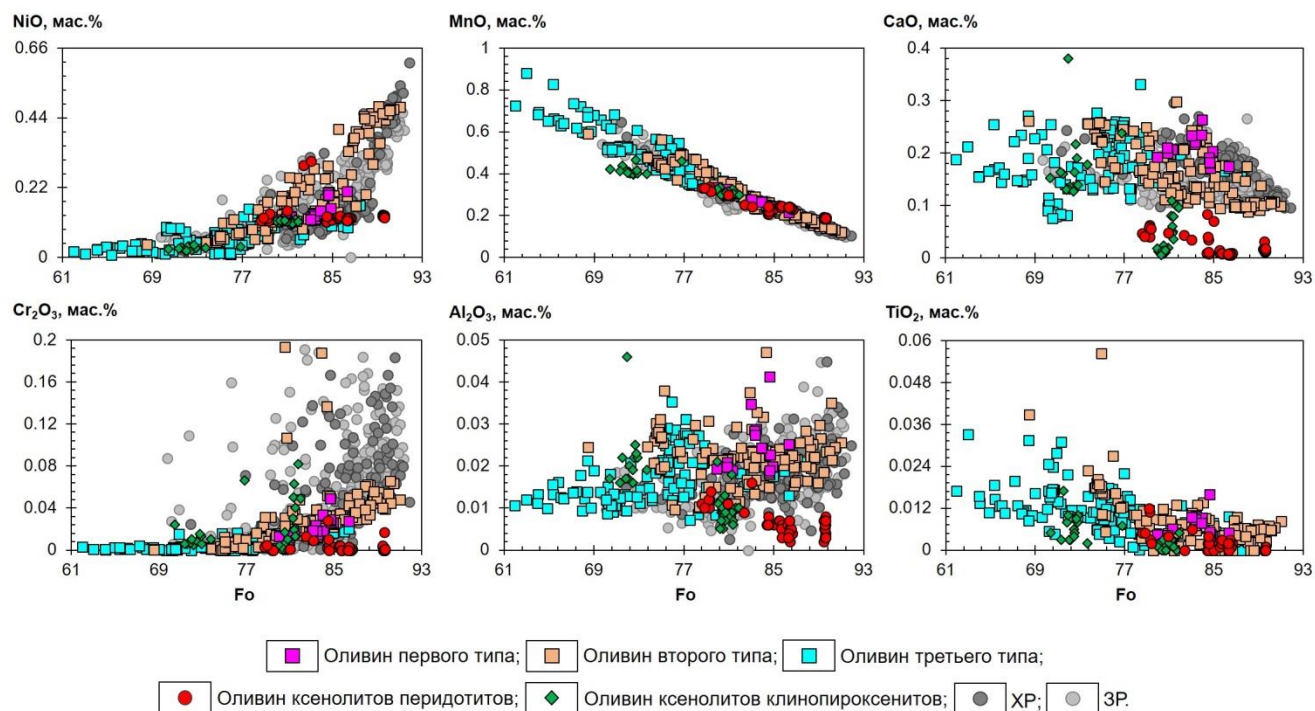 NiO, мас.% MnO, мас.% CaO, мас.%
0.66 1 0.4
0.8
0.44 0.3
0.6
0.2
0.4
0.22
0.2 0.1
0 0 0
61 69 77 85 93 61 69 77 85 93 61 69 77 85 93
Cr₂O₃, мас.% Al₂O₃, мас.% TiO₂, мас.%
0.2 0.05 0.06
0.16 0.04 0.048
0.12 0.03 0.036
0.08 0.02 0.024
0.04 0.01 0.012
0 0 0
61 69 77 85 93 61 69 77 85 93 61 69 77 85 93
Fo Fo Fo
Оливин первого типа; Оливин второго типа; Оливин третьего типа;
Оливин ксенолитов перидотитов; Оливин ксенолитов клинопироксенитов; ХР; ЗР.